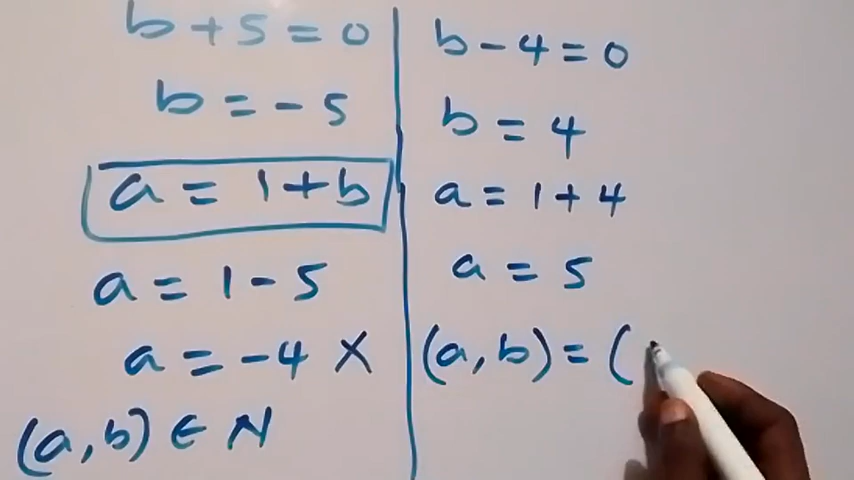 b + 5 = 0
b = - 5
a = 1 + b
a = 1 - 5
a = -4 X
(a, b) ∈ N
b - 4 = 0
b = 4
a = 1 + 4
a = 5
(a, b) = (